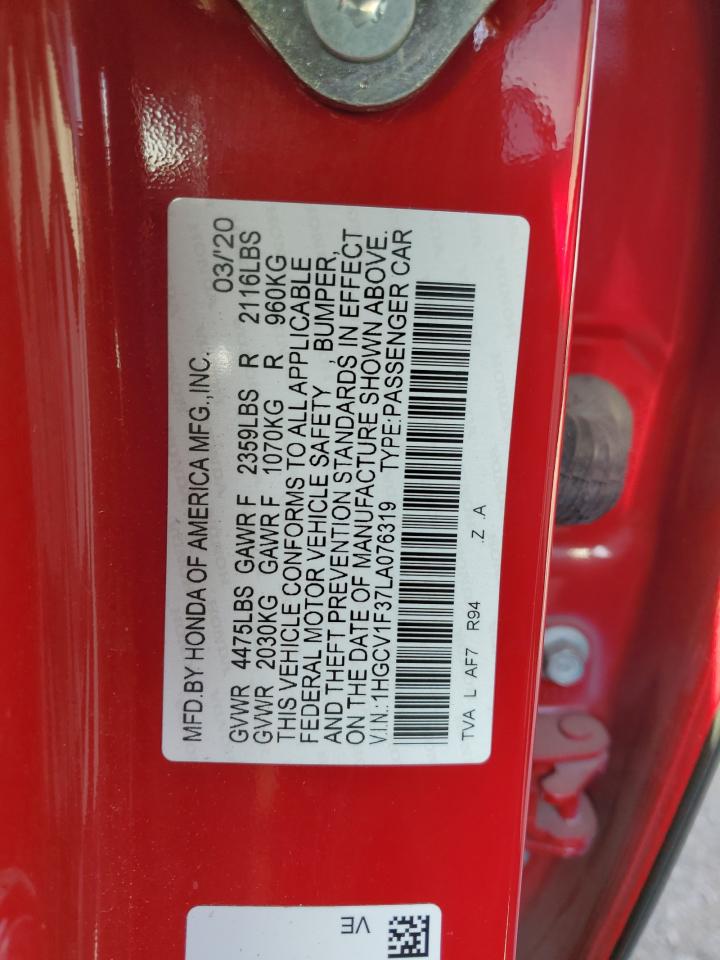 MFD.BY HONDA OF AMERICA MFG.,INC. 03/'20
GVWR 4475LBS GAWR F 2359LBS R 2116LBS
GVWR 2030KG GAWR F 1070KG R 960KG
THIS VEHICLE CONFORMS TO ALL APPLICABLE
FEDERAL MOTOR VEHICLE SAFETY, BUMPER,
AND THEFT PREVENTION STANDARDS IN EFFECT
ON THE DATE OF MANUFACTURE SHOWN ABOVE.
V.I.N.: 1HGCV1F37LA076319 TYPE:PASSENGER CAR
TVA L AF7 R94 .Z .A
VE